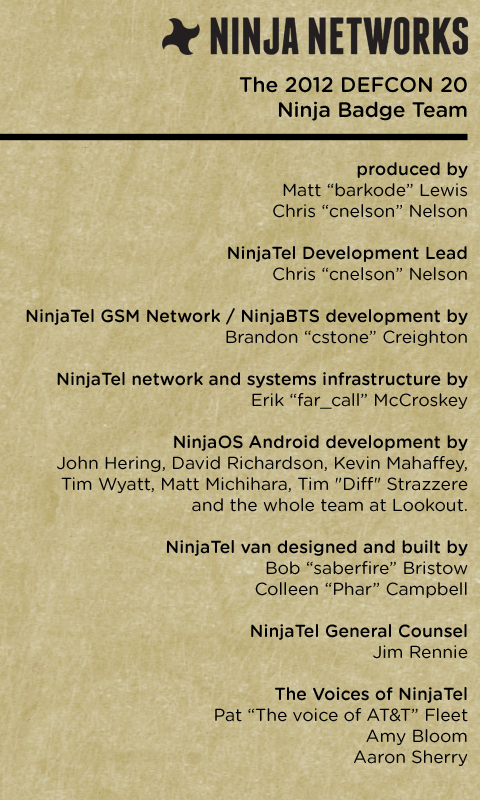 NINJA NETWORKS
The 2012 DEFCON 20
Ninja Badge Team
produced by
Matt “barkode” Lewis
Chris “cnelson” Nelson
NinjaTel Development Lead
Chris “cnelson” Nelson
NinjaTel GSM Network / NinjaBTS development by
Brandon “cstone” Creighton
NinjaTel network and systems infrastructure by
Erik “far_call” McCroskey
NinjaOS Android development by
John Hering, David Richardson, Kevin Mahaffey,
Tim Wyatt, Matt Michihara, Tim "Diff" Strazzere
and the whole team at Lookout.
NinjaTel van designed and built by
Bob “saberfire” Bristow
Colleen “Phar” Campbell
NinjaTel General Counsel
Jim Rennie
The Voices of NinjaTel
Pat “The voice of AT&T” Fleet
Amy Bloom
Aaron Sherry